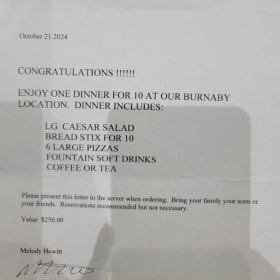 October 21 2024
CONGRATULATIONS !!!!!!
ENJOY ONE DINNER FOR 10 AT OUR BURNABY
LOCATION. DINNER INCLUDES:
LG CAESAR SALAD
BREAD STIX FOR 10
6 LARGE PIZZAS
FOUNTAIN SOFT DRINKS
COFFEE OR TEA
Please present this letter to the server when ordering. Bring your family your team or
your friends. Reservations recommended but not necessary.
Value $250.00
Melody Hewitt